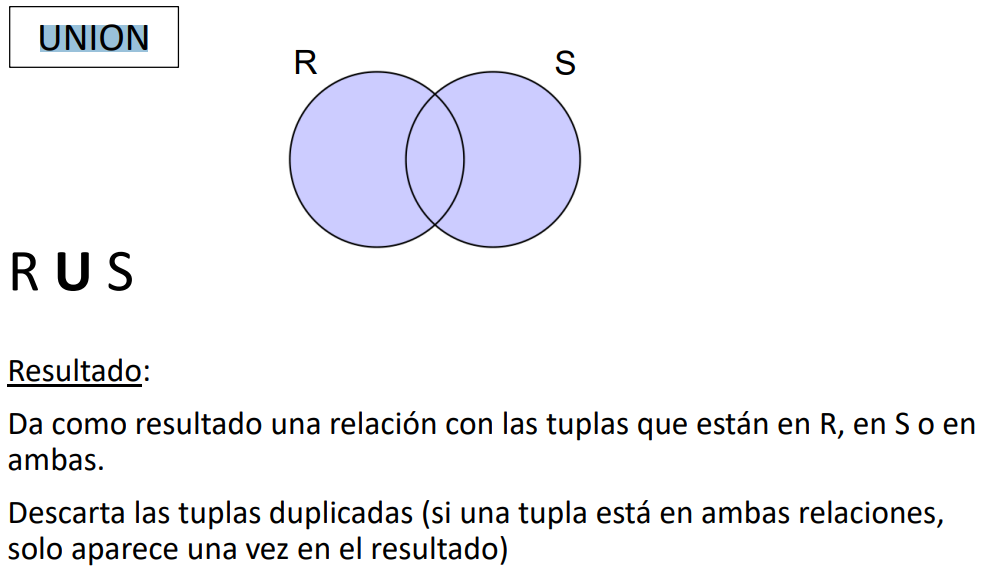 UNION
R S
R U S
Resultado:
Da como resultado una relación con las tuplas que están en R, en S o en
ambas.
Descarta las tuplas duplicadas (si una tupla está en ambas relaciones,
solo aparece una vez en el resultado)